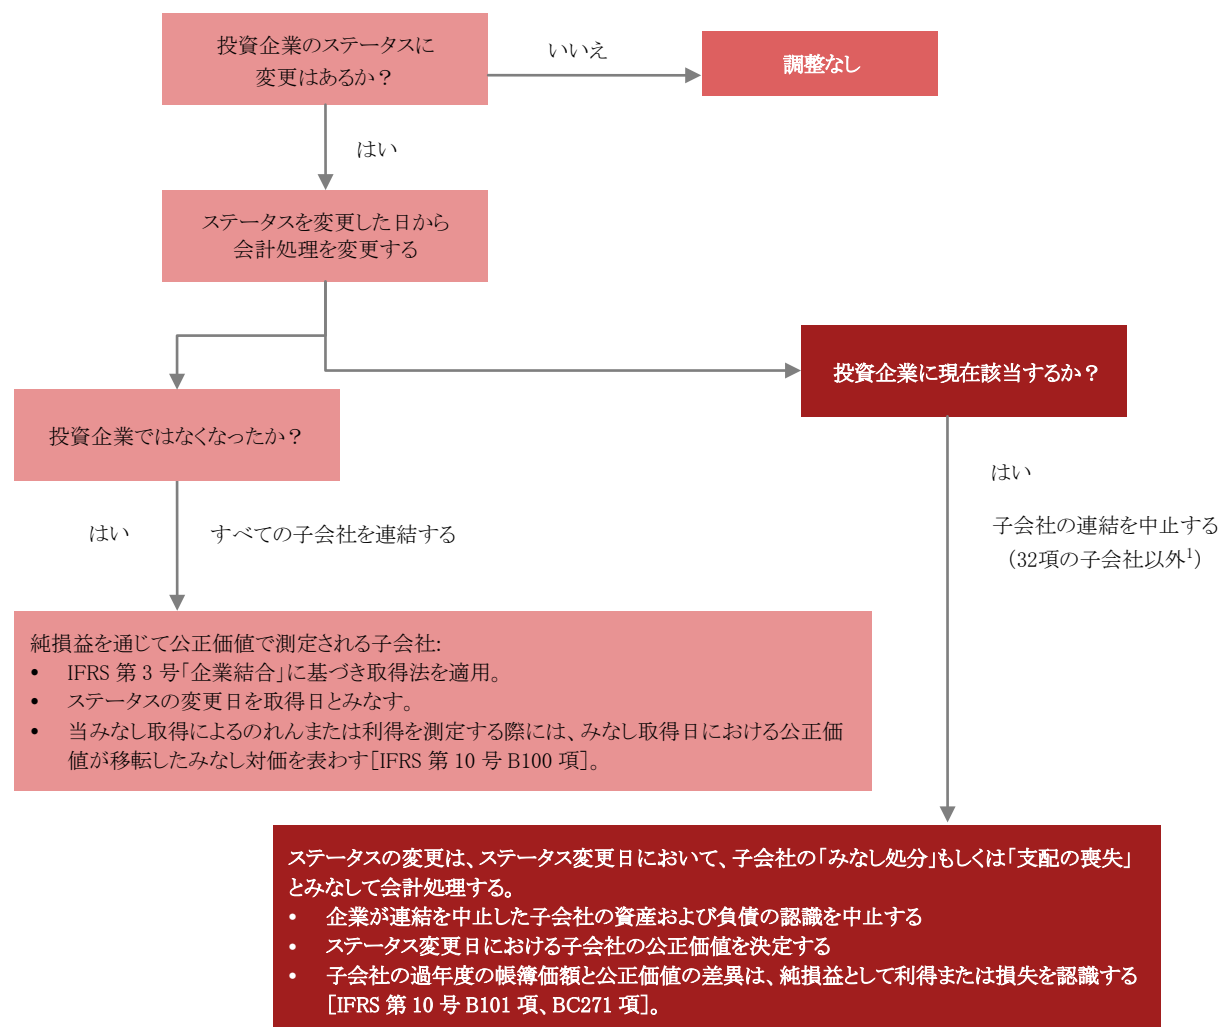 投資企業のステータスに
変更はあるか？
いいえ
調整なし
はい
ステータスを変更した日から
会計処理を変更する
投資企業に現在該当するか？
投資企業ではなくなったか？
はい
子会社の連結を中止する
（32項の子会社以外1）
はい
すべての子会社を連結する
純損益を通じて公正価値で測定される子会社:
• IFRS 第 3 号「企業結合」に基づき取得法を適用。
• ステータスの変更日を取得日とみなす。
• 当みなし取得によるのれんまたは利得を測定する際には、みなし取得日における公正価
値が移転したみなし対価を表わす[IFRS 第 10 号 B100 項]。
ステータスの変更は、ステータス変更日において、子会社の「みなし処分」もしくは「支配の喪失」
とみなして会計処理する。
• 企業が連結を中止した子会社の資産および負債の認識を中止する
• ステータス変更日における子会社の公正価値を決定する
• 子会社の過年度の帳簿価額と公正価値の差異は、純損益として利得または損失を認識する
[IFRS 第 10 号 B101 項、BC271 項]。